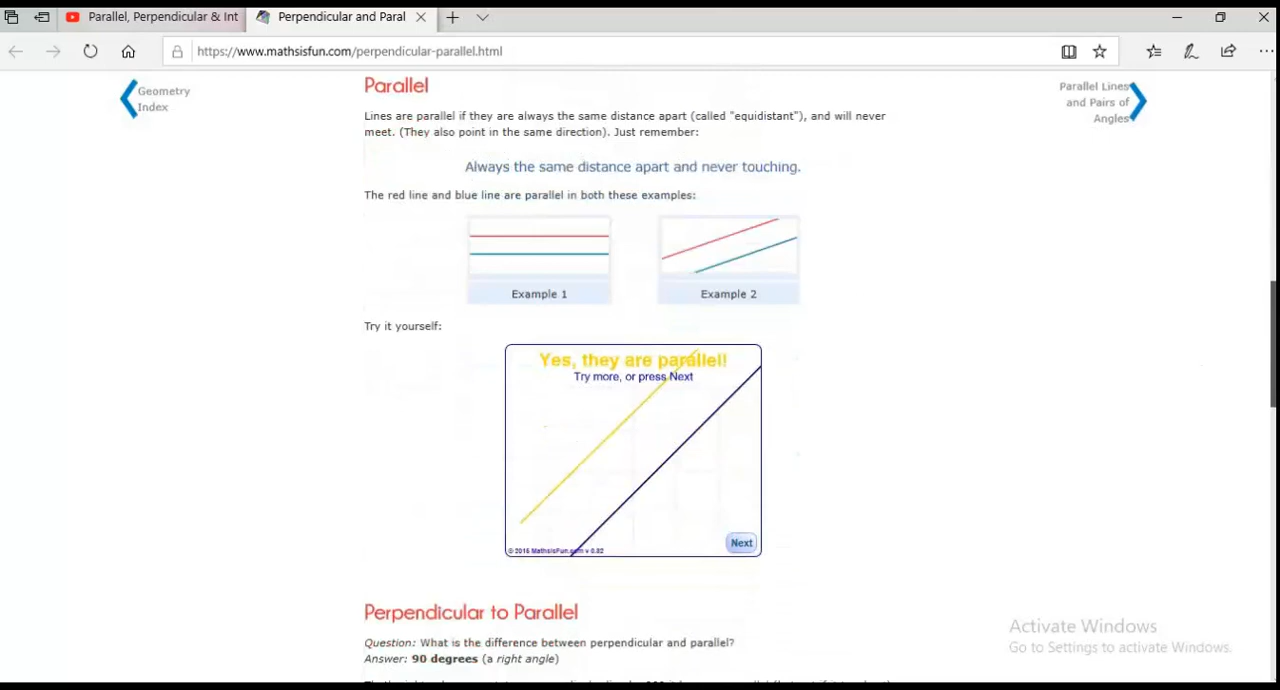 Parallel, Perpendicular & Int
Perpendicular and Paral
https://www.mathsisfun.com/perpendicular-parallel.html
Geometry
Index
Parallel Lines
and Pairs of
Angles
Parallel
Lines are parallel if they are always the same distance apart (called "equidistant"), and will never
meet. (They also point in the same direction). Just remember:
Always the same distance apart and never touching.
The red line and blue line are parallel in both these examples:
Example 1
Example 2
Try it yourself:
Yes, they are parallel!
Try more, or press Next
Next
© 2015 MathsIsFun.com v 0.82
Perpendicular to Parallel
Question: What is the difference between perpendicular and parallel?
Answer: 90 degrees (a right angle)
Activate Windows
Go to Settings to activate Windows.